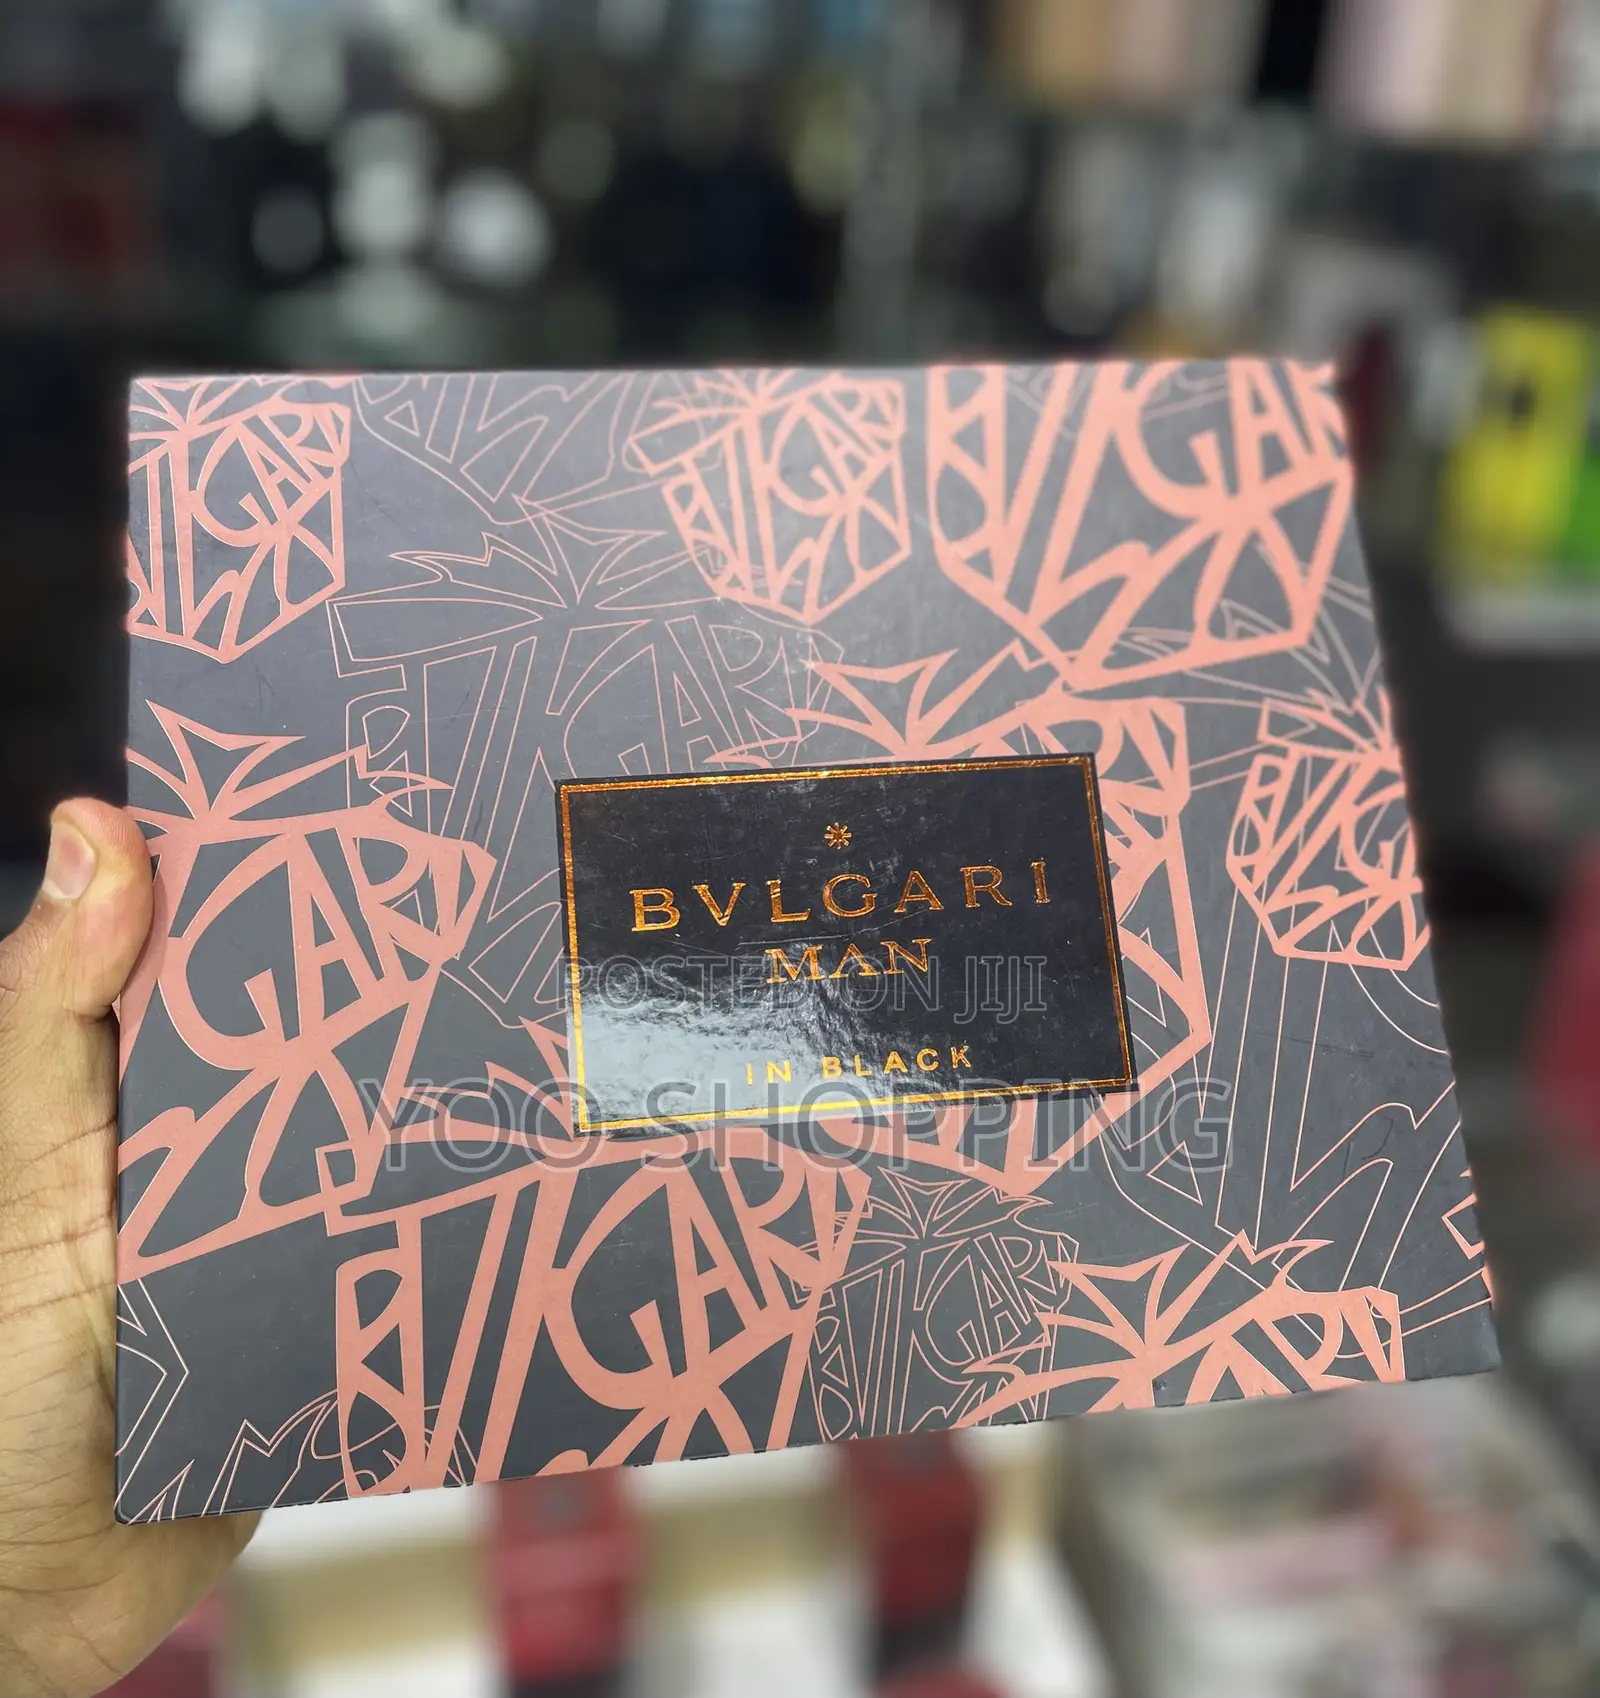 BVLGARI
MAN
POSTED ON JIJI
IN BLACK
YOO SHOPPING